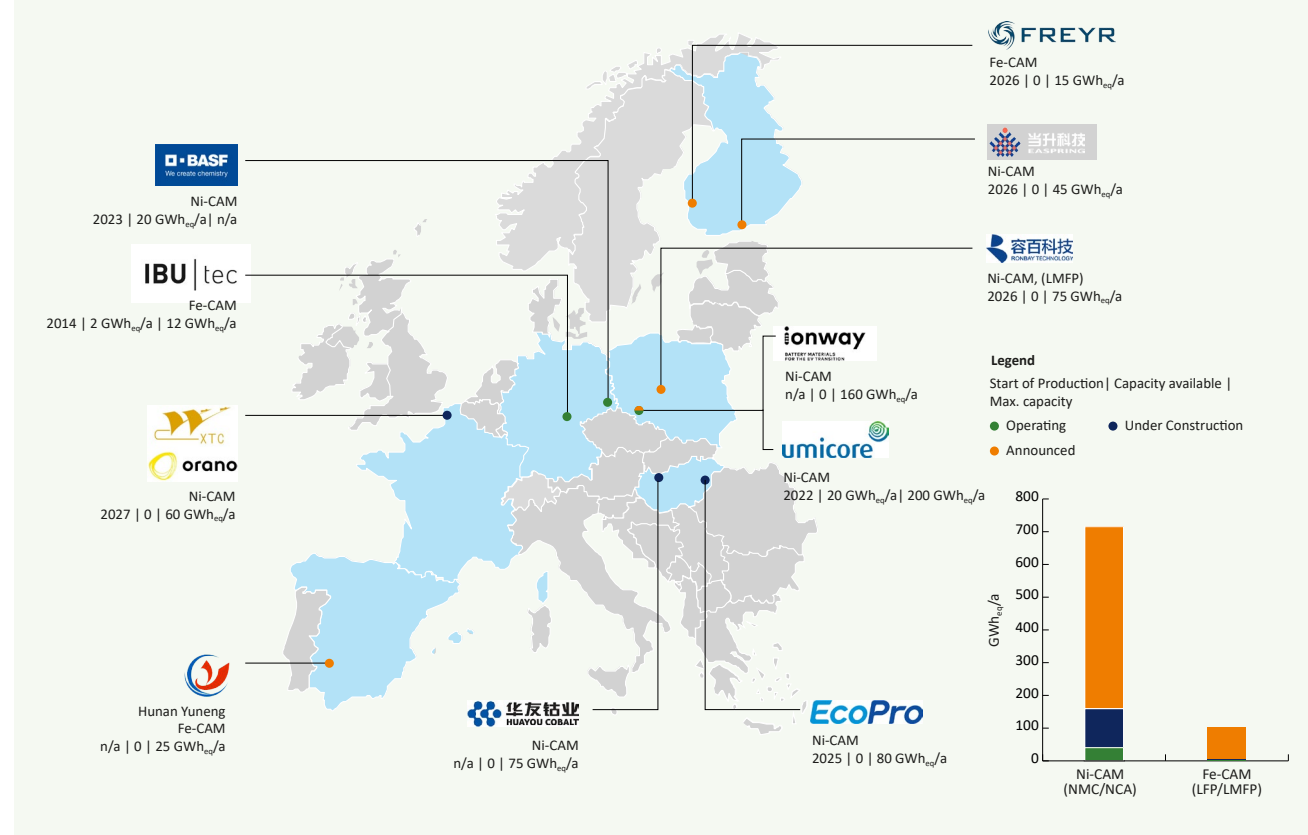 FREYR
Fe-CAM
2026 | 0 | 15 GWheq/a
当升科技
EASPRING
Ni-CAM
2026 | 0 | 45 GWheq/a
BASF
We create chemistry
Ni-CAM
2023 | 20 GWheq/a| n/a
容百科技
RONBAY TECHNOLOGY
Ni-CAM, (LMFP)
2026 | 0 | 75 GWheq/a
IBU|tec
Fe-CAM
2014 | 2 GWheq/a | 12 GWheq/a
ionway
BATTERY MATERIALS
FOR THE EV TRANSITION
Ni-CAM
n/a | 0 | 160 GWheq/a
umicore
Ni-CAM
2022 | 20 GWheq/a| 200 GWheq/a
XTC
orano
Ni-CAM
2027 | 0 | 60 GWheq/a
Hunan Yuneng
Fe-CAM
n/a | 0 | 25 GWheq/a
华友钴业
HUAYOU COBALT
Ni-CAM
n/a | 0 | 75 GWheq/a
EcoPro
Ni-CAM
2025 | 0 | 80 GWheq/a
Legend
Start of Production| Capacity available |
Max. capacity
Operating
Under Construction
Announced
GWheq/a
800
700
600
500
400
300
200
100
0
Ni-CAM
(NMC/NCA)
Fe-CAM
(LFP/LMFP)